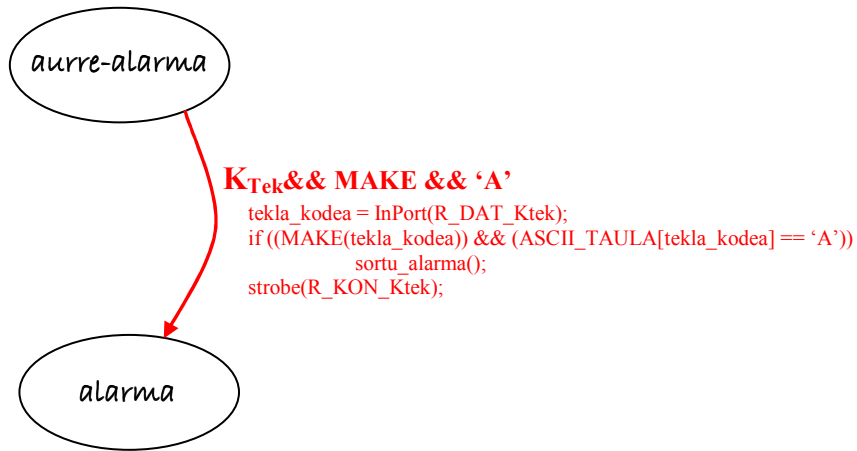 aurre-alarma
KTek&& MAKE && ‘A’
tekla_kodea = InPort(R_DAT_Ktek);
if ((MAKE(tekla_kodea)) && (ASCII_TAULA[tekla_kodea] == ‘A’))
sortu_alarma();
strobe(R_KON_Ktek);
alarma